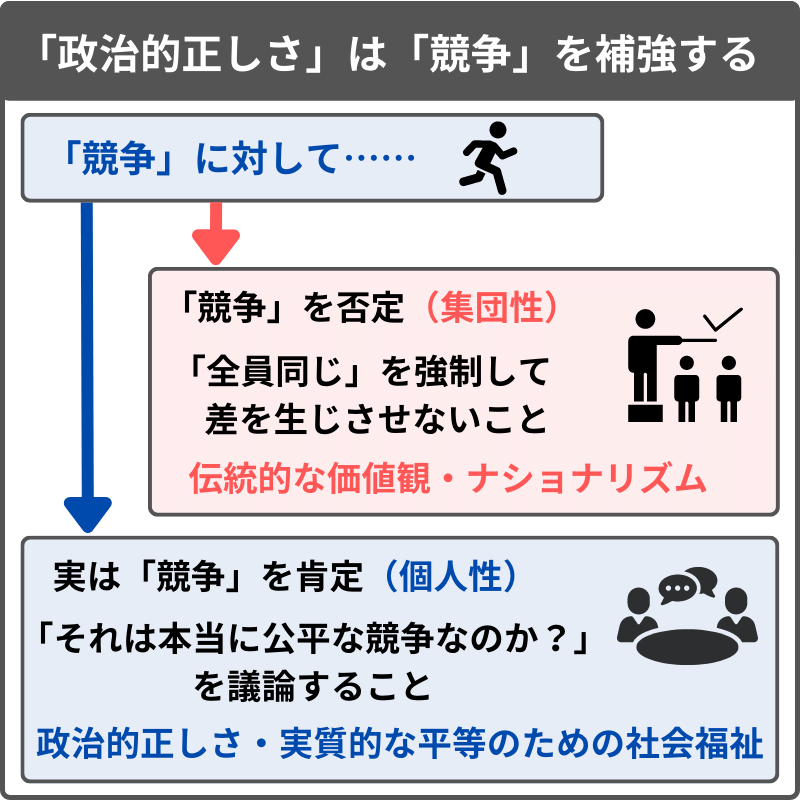 「政治的正しさ」は「競争」を補強する
「競争」に対して……
「競争」を否定（集団性）
「全員同じ」を強制して
差を生じさせないこと
伝統的な価値観・ナショナリズム
実は「競争」を肯定（個人性）
「それは本当に公平な競争なのか？」
を議論すること
政治的正しさ・実質的な平等のための社会福祉